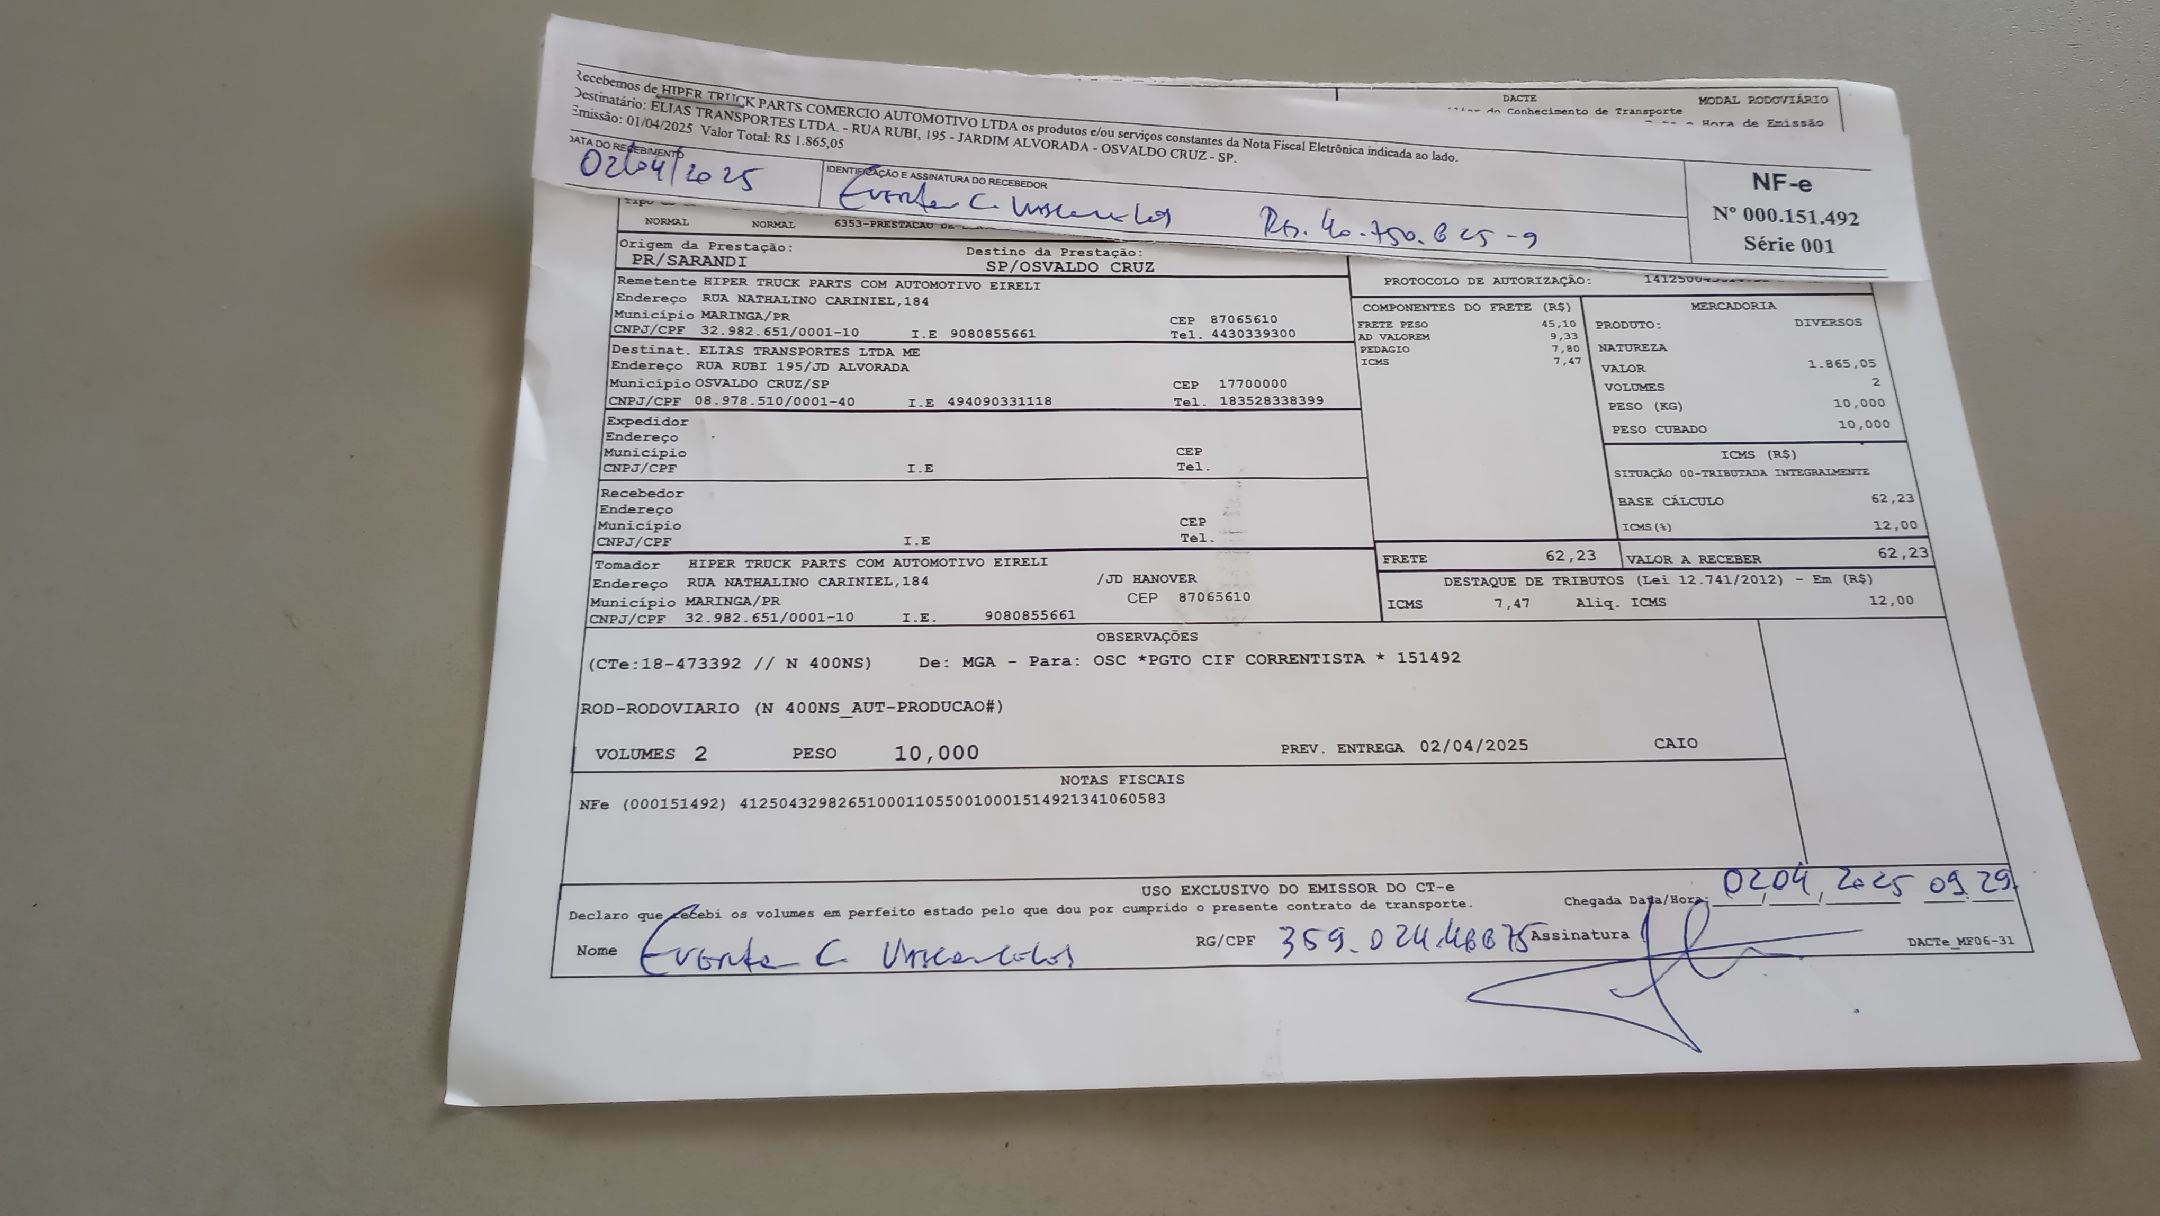 Recebemos de HIPER TRUCK PARTS COMERCIO AUTOMOTIVO LTDA os produtos e/ou serviços constantes da Nota Fiscal Eletrônica indicada ao lado.
Destinatário: ELIAS TRANSPORTES LTDA. - RUA RUBI, 195 - JARDIM ALVORADA - OSVALDO CRUZ - SP.
Emissão: 01/04/2025 Valor Total: R$ 1.865,05
DATA DO RECEBIMENTO
02/04/2025
IDENTIFICAÇÃO E ASSINATURA DO RECEBEDOR
C. Vasconcelos
NF-e
Nº 000.151.492
Série 001
DACTE
do Conhecimento de Transporte
MODAL RODOVIÁRIO
Hora de Emissão
NORMAL NORMAL 6353-PRESTACAO DE
Origem da Prestação:
PR/SARANDI
Destino da Prestação:
SP/OSVALDO CRUZ
PROTOCOLO DE AUTORIZAÇÃO:
Remetente HIPER TRUCK PARTS COM AUTOMOTIVO EIRELI
Endereço RUA NATHALINO CARINIEL,184
Município MARINGA/PR CEP 87065610
CNPJ/CPF 32.982.651/0001-10 I.E 9080855661 Tel. 4430339300
Destinat. ELIAS TRANSPORTES LTDA ME
Endereço RUA RUBI 195/JD ALVORADA
Município OSVALDO CRUZ/SP CEP 17700000
CNPJ/CPF 08.978.510/0001-40 I.E 494090331118 Tel. 183528338399
Expedidor
Endereço
Município CEP
CNPJ/CPF I.E Tel.
Recebedor
Endereço
Município CEP
CNPJ/CPF I.E Tel.
Tomador HIPER TRUCK PARTS COM AUTOMOTIVO EIRELI
Endereço RUA NATHALINO CARINIEL,184 /JD HANOVER
Município MARINGA/PR CEP 87065610
CNPJ/CPF 32.982.651/0001-10 I.E. 9080855661
COMPONENTES DO FRETE (R$)
FRETE PESO 45,10
AD VALOREM 9,33
PEDAGIO 7,80
ICMS 7,47
MERCADORIA
PRODUTO: DIVERSOS
NATUREZA
VALOR 1.865,05
VOLUMES 2
PESO (KG) 10,000
PESO CUBADO 10,000
ICMS (R$)
SITUAÇÃO 00-TRIBUTADA INTEGRALMENTE
BASE CÁLCULO 62,23
ICMS(%) 12,00
FRETE 62,23 VALOR A RECEBER 62,23
DESTAQUE DE TRIBUTOS (Lei 12.741/2012) - Em (R$)
ICMS 7,47 Aliq. ICMS 12,00
OBSERVAÇÕES
(CTe:18-473392 // N 400NS) De: MGA - Para: OSC *PGTO CIF CORRENTISTA * 151492
ROD-RODOVIARIO (N 400NS_AUT-PRODUCAO#)
VOLUMES 2 PESO 10,000 PREV. ENTREGA 02/04/2025 CAIO
NOTAS FISCAIS
NFe (000151492) 41250432982651000110550010001514921341060583
USO EXCLUSIVO DO EMISSOR DO CT-e
Declaro que recebi os volumes em perfeito estado pelo que dou por cumprido o presente contrato de transporte.
Chegada Data/Hora: 02 04 2025 09 29
Nome C. Vasconcelos RG/CPF Assinatura
DACTe_MF06-31